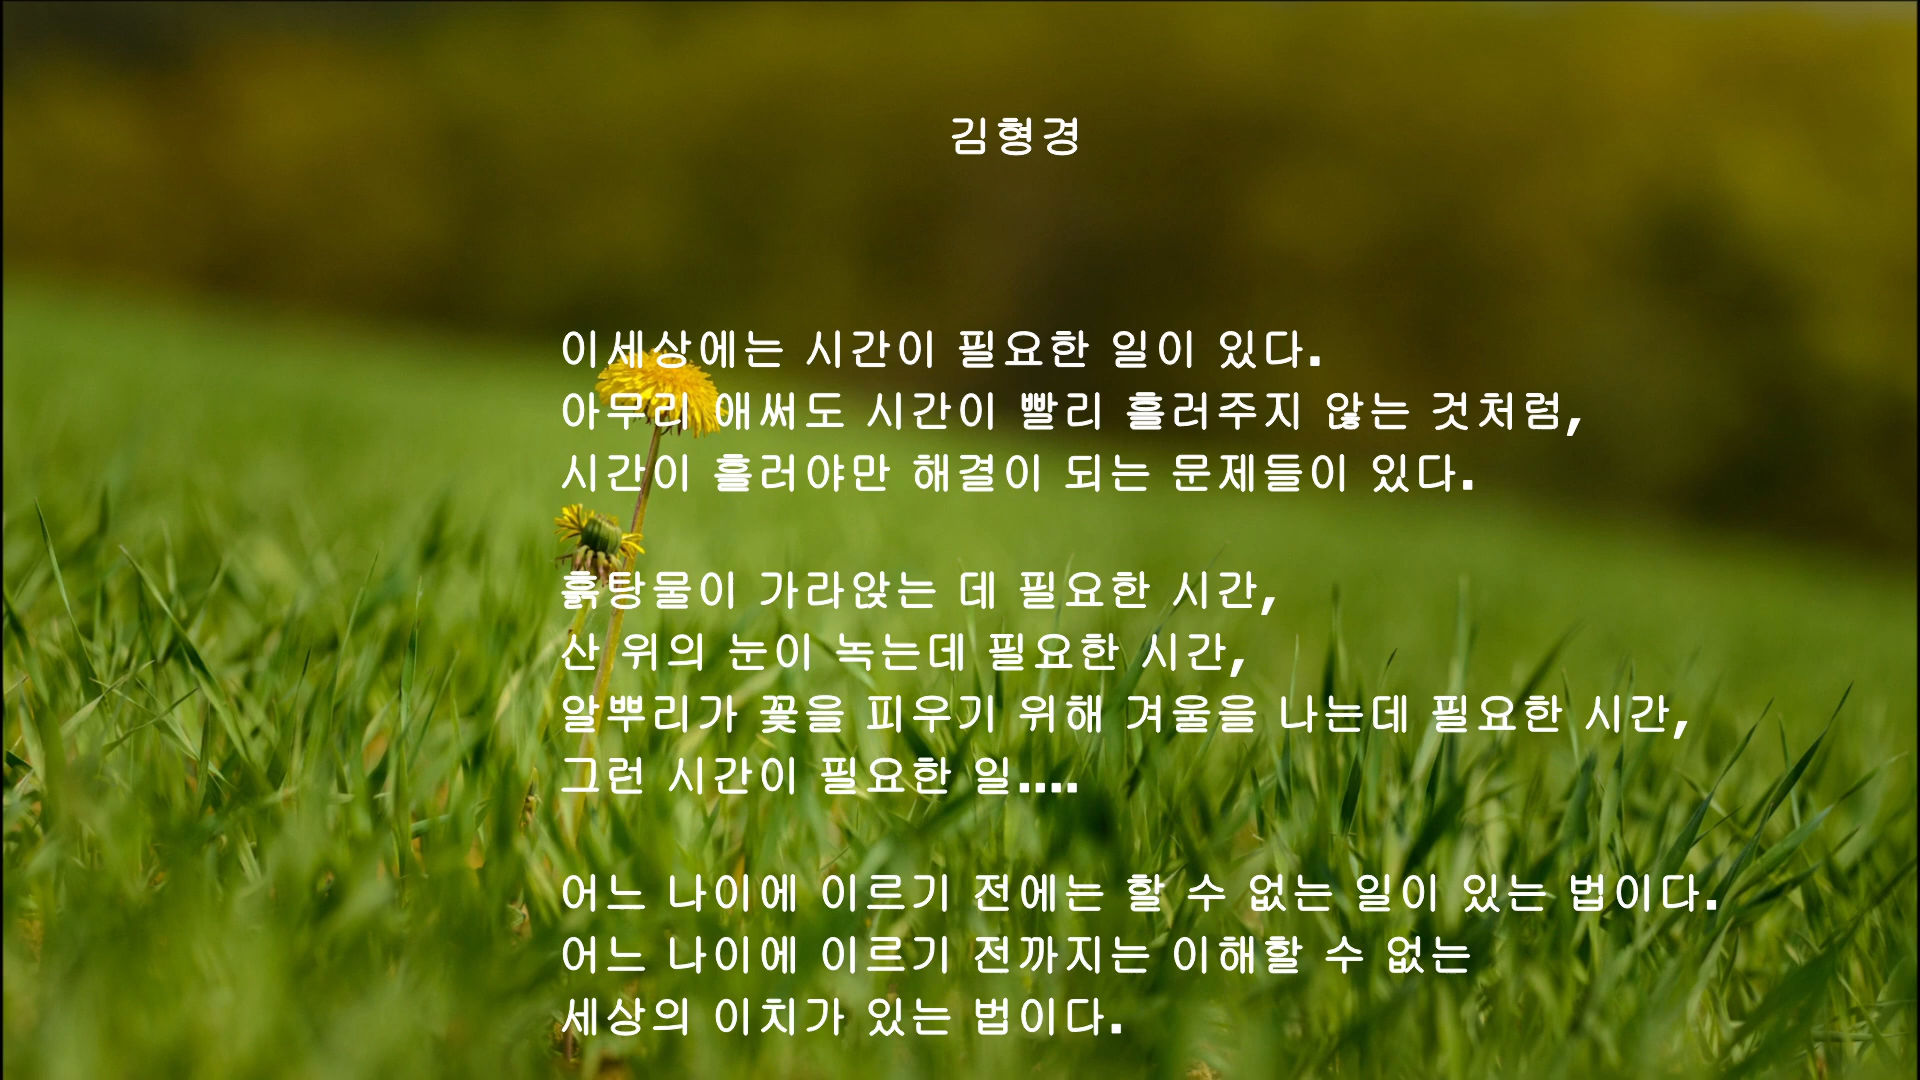 김형경
이세상에는 시간이 필요한 일이 있다.
아무리 애써도 시간이 빨리 흘러주지 않는 것처럼,
시간이 흘러야만 해결이 되는 문제들이 있다.
흙탕물이 가라앉는 데 필요한 시간,
산 위의 눈이 녹는데 필요한 시간,
알뿌리가 꽃을 피우기 위해 겨울을 나는데 필요한 시간,
그런 시간이 필요한 일....
어느 나이에 이르기 전에는 할 수 없는 일이 있는 법이다.
어느 나이에 이르기 전까지는 이해할 수 없는
세상의 이치가 있는 법이다.